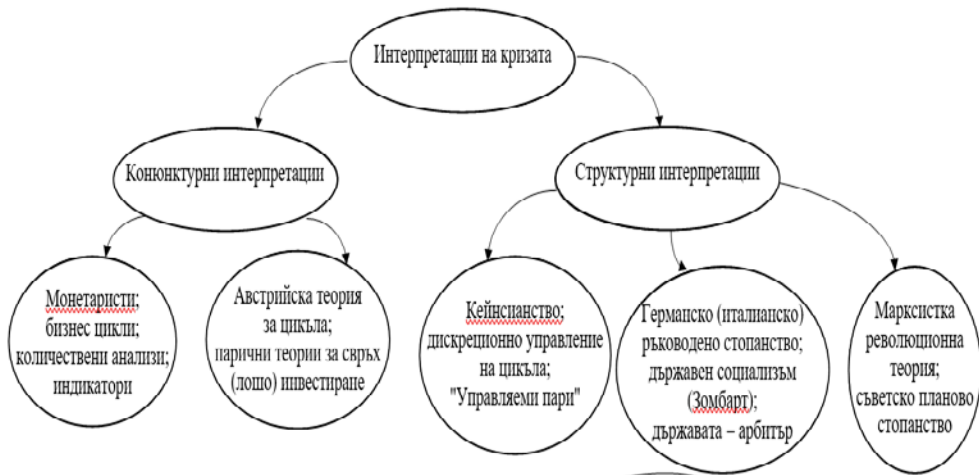 Интерпретации на кризата
Конюнктурни интерпретации
Структурни интерпретации
Монетаристи;
бизнес цикли;
количествени анализи;
индикатори
Австрийска теория
за цикъла;
парични теории за свръх
(лошо) инвестиране
Кейнсианство;
дискреционно управление
на цикъла;
"Управляеми пари"
Германско (италианско)
ръководено стопанство;
държавен социализъм
(Зомбарт);
държавата – арбитър
Марксистка
революционна
теория;
съветско планово
стопанство